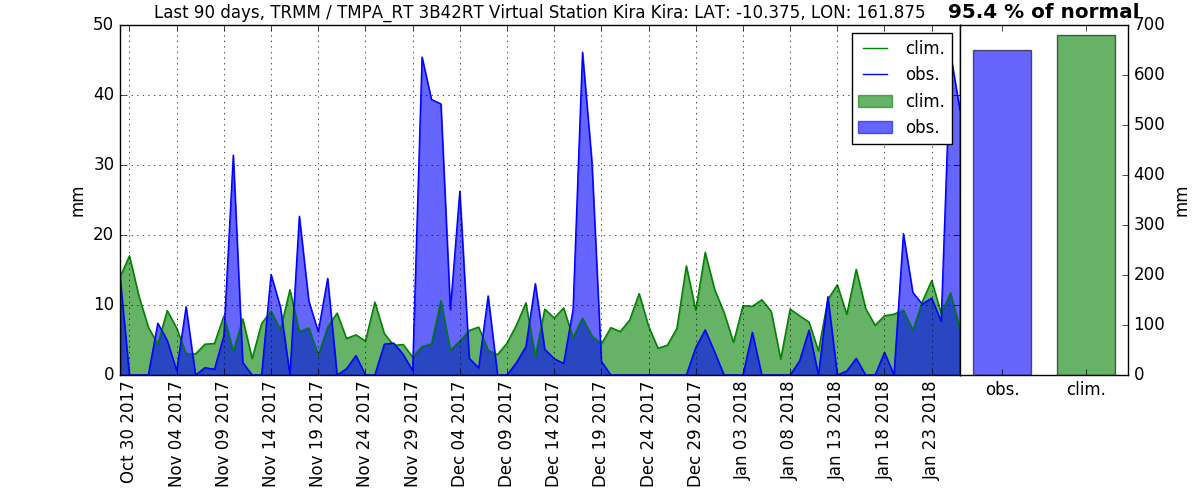 Last 90 days, TRMM / TMPA_RT 3B42RT Virtual Station Kira Kira: LAT: -10.375, LON: 161.875
95.4 % of normal
50
40
30
20
10
0
mm
clim.
obs.
clim.
obs.
700
600
500
400
300
200
100
0
mm
obs.
clim.
Oct 30 2017
Nov 04 2017
Nov 09 2017
Nov 14 2017
Nov 19 2017
Nov 24 2017
Nov 29 2017
Dec 04 2017
Dec 09 2017
Dec 14 2017
Dec 19 2017
Dec 24 2017
Dec 29 2017
Jan 03 2018
Jan 08 2018
Jan 13 2018
Jan 18 2018
Jan 23 2018